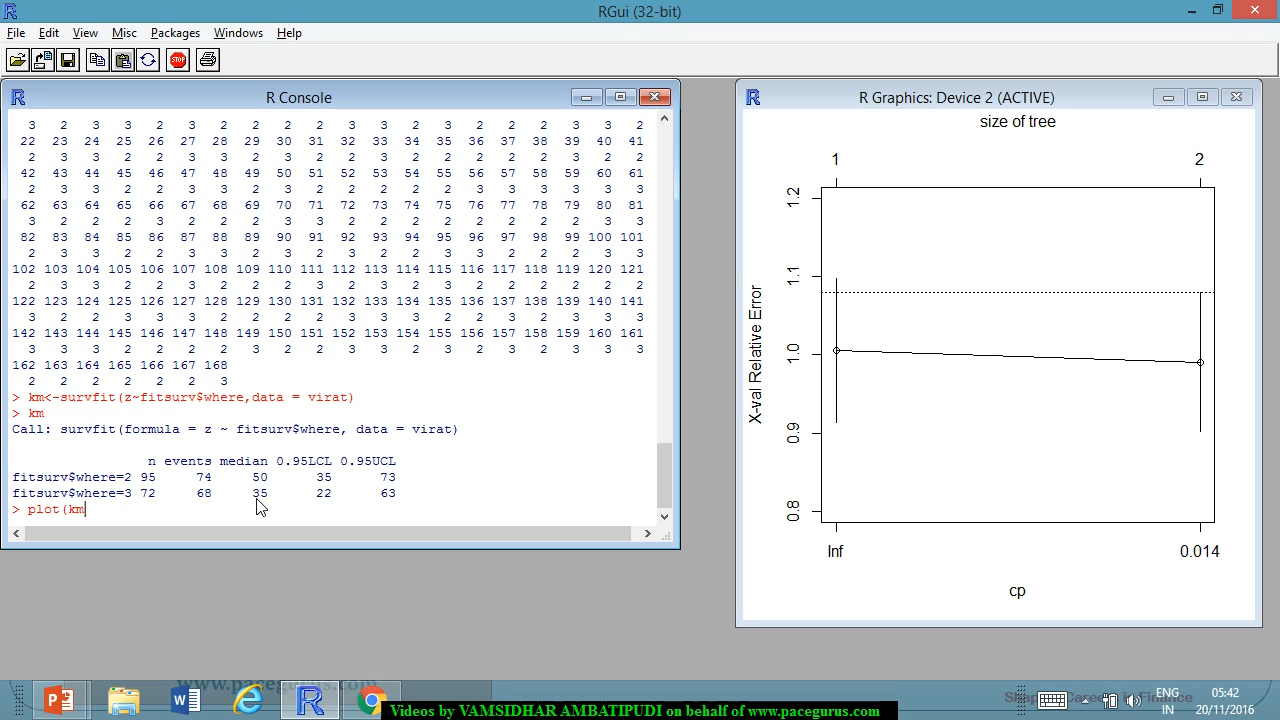 RGui (32-bit)
File Edit View Misc Packages Windows Help
STOP
R Console
3 2 3 3 2 3 2 2 2 2 3 3 2 3 2 2 2 3 3 2
22 23 24 25 26 27 28 29 30 31 32 33 34 35 36 37 38 39 40 41
2 3 3 2 2 3 3 2 3 2 2 3 3 2 2 2 2 3 2 2
42 43 44 45 46 47 48 49 50 51 52 53 54 55 56 57 58 59 60 61
2 3 3 2 2 3 3 2 3 2 2 2 2 2 3 3 3 3 3 3
62 63 64 65 66 67 68 69 70 71 72 73 74 75 76 77 78 79 80 81
3 2 2 2 3 2 2 2 3 3 2 2 2 2 2 2 2 2 3 3
82 83 84 85 86 87 88 89 90 91 92 93 94 95 96 97 98 99 100 101
2 3 3 2 2 3 3 2 3 2 3 3 2 3 3 2 2 2 3 3
102 103 104 105 106 107 108 109 110 111 112 113 114 115 116 117 118 119 120 121
2 3 3 2 2 3 2 2 3 2 3 2 2 3 3 2 2 2 2 2
122 123 124 125 126 127 128 129 130 131 132 133 134 135 136 137 138 139 140 141
3 2 2 3 3 2 3 2 2 3 3 2 3 3 2 2 2 3 3 3
142 143 144 145 146 147 148 149 150 151 152 153 154 155 156 157 158 159 160 161
3 3 2 2 2 2 3 2 2 3 3 2 3 2 3 2 3 3 3
162 163 164 165 166 167 168
2 2 2 2 2 2 3
> km<-survfit(z~fitsurv$where,data = virat)
> km
Call: survfit(formula = z ~ fitsurv$where, data = virat)
n events median 0.95LCL 0.95UCL
fitsurv$where=2 95 74 50 35 73
fitsurv$where=3 72 68 35 22 63
> plot(km
R Graphics: Device 2 (ACTIVE)
size of tree
1 2
X-val Relative Error
1.2
1.1
1.0
0.9
0.8
Inf 0.014
cp
www.pacegurus.com
ENG
IN
05:42
20/11/2016
Videos by VAMSIDHAR AMBATIPUDI on behalf of www.pacegurus.com